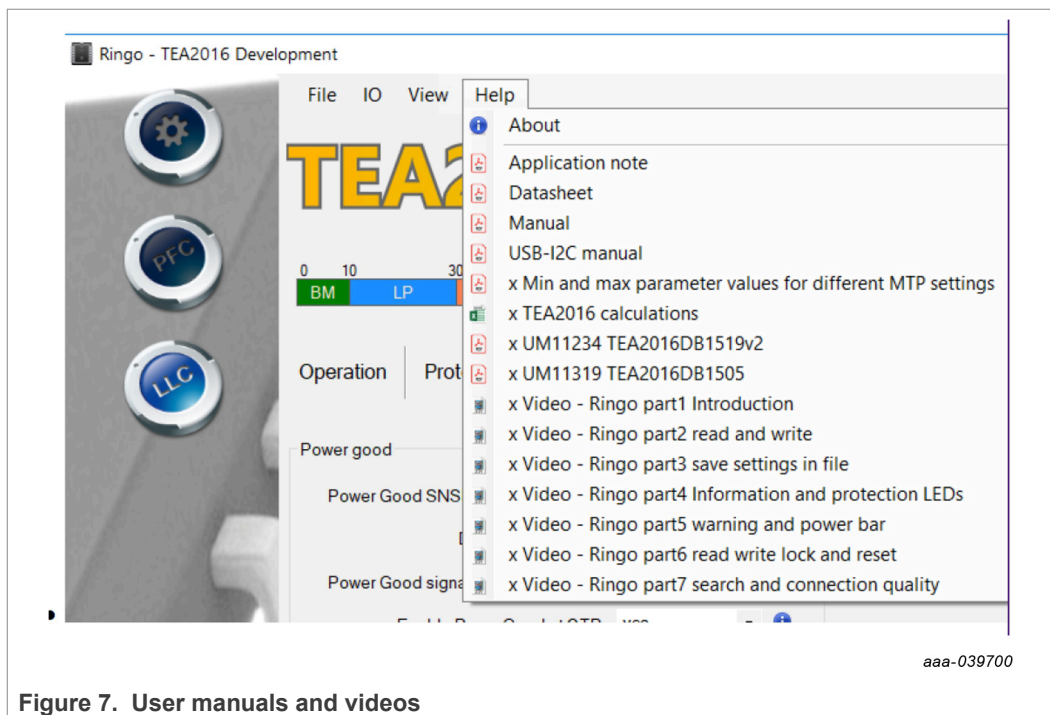 Ringo - TEA2016 Development
File IO View Help
About
Application note
Datasheet
Manual
USB-I2C manual
x Min and max parameter values for different MTP settings
x TEA2016 calculations
x UM11234 TEA2016DB1519v2
x UM11319 TEA2016DB1505
x Video - Ringo part1 Introduction
x Video - Ringo part2 read and write
x Video - Ringo part3 save settings in file
x Video - Ringo part4 Information and protection LEDs
x Video - Ringo part5 warning and power bar
x Video - Ringo part6 read write lock and reset
x Video - Ringo part7 search and connection quality
PFC
LLC
TEA2
0 10 30
BM LP
Operation Prot
Power good
Power Good SNS
Power Good signa
aaa-039700
Figure 7. User manuals and videos